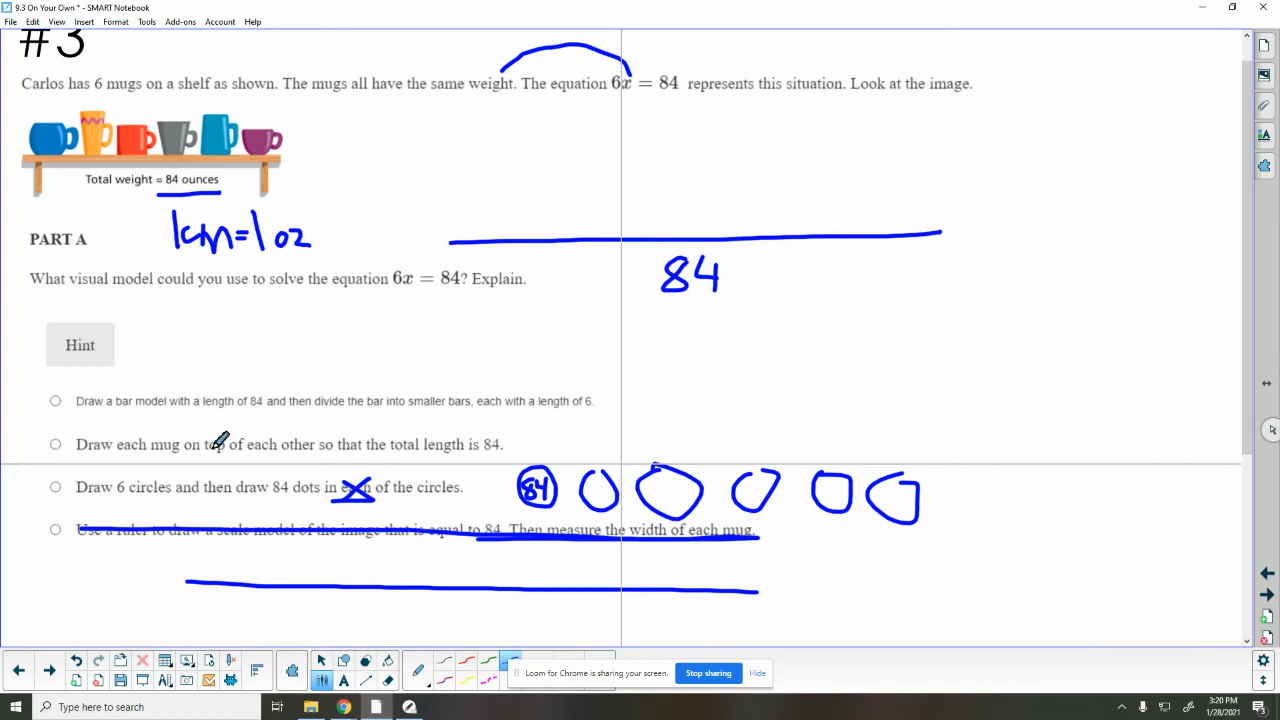 9.3 On Your Own * - SMART Notebook
File Edit View Insert Format Tools Add-ons Account Help
#3
Carlos has 6 mugs on a shelf as shown. The mugs all have the same weight. The equation 6x = 84 represents this situation. Look at the image.
Total weight = 84 ounces
1cm=1 oz
PART A
84
What visual model could you use to solve the equation 6x = 84? Explain.
Hint
Draw a bar model with a length of 84 and then divide the bar into smaller bars, each with a length of 6.
Draw each mug on top of each other so that the total length is 84.
Draw 6 circles and then draw 84 dots in each of the circles.
84
Use a ruler to draw a scale model of the image that is equal to 84. Then measure the width of each mug.
Loom for Chrome is sharing your screen. Stop sharing Hide
Type here to search
3:20 PM
1/28/2021